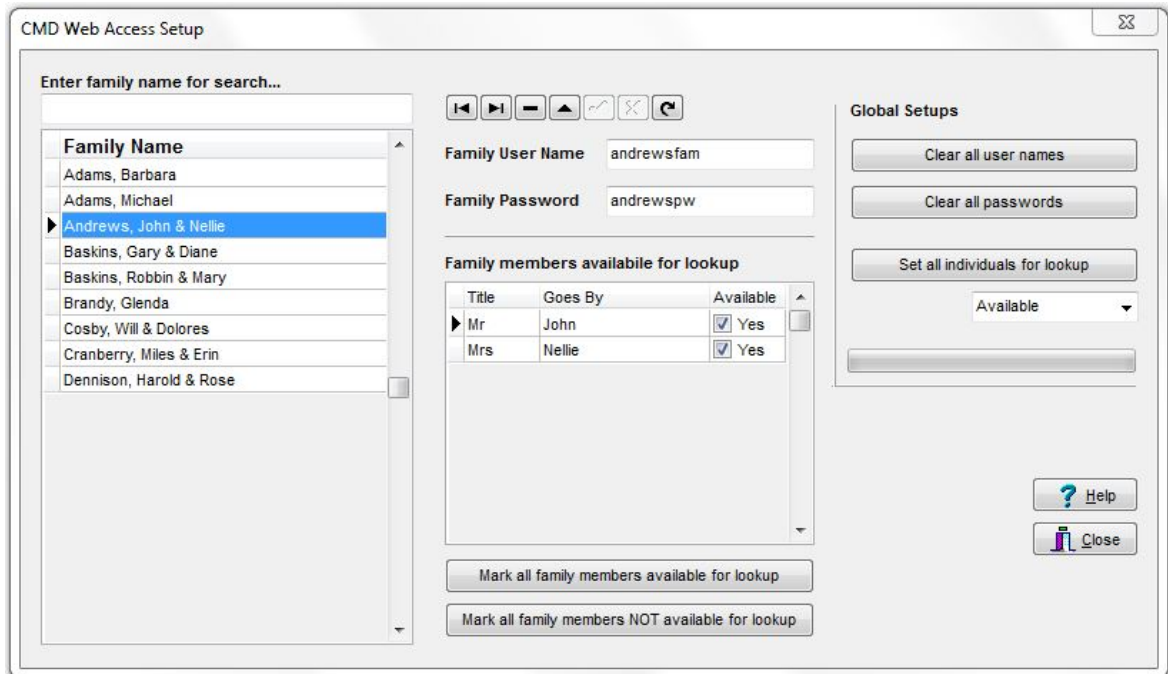 CMD Web Access Setup
Enter family name for search...
Family Name
Adams, Barbara
Adams, Michael
Andrews, John & Nellie
Baskins, Gary & Diane
Baskins, Robbin & Mary
Brandy, Glenda
Cosby, Will & Dolores
Cranberry, Miles & Erin
Dennison, Harold & Rose
Family User Name andrewsfam
Family Password andrewspw
Family members availabile for lookup
Title Goes By Available
Mr John Yes
Mrs Nellie Yes
Mark all family members available for lookup
Mark all family members NOT available for lookup
Global Setups
Clear all user names
Clear all passwords
Set all individuals for lookup
Available
Help
Close